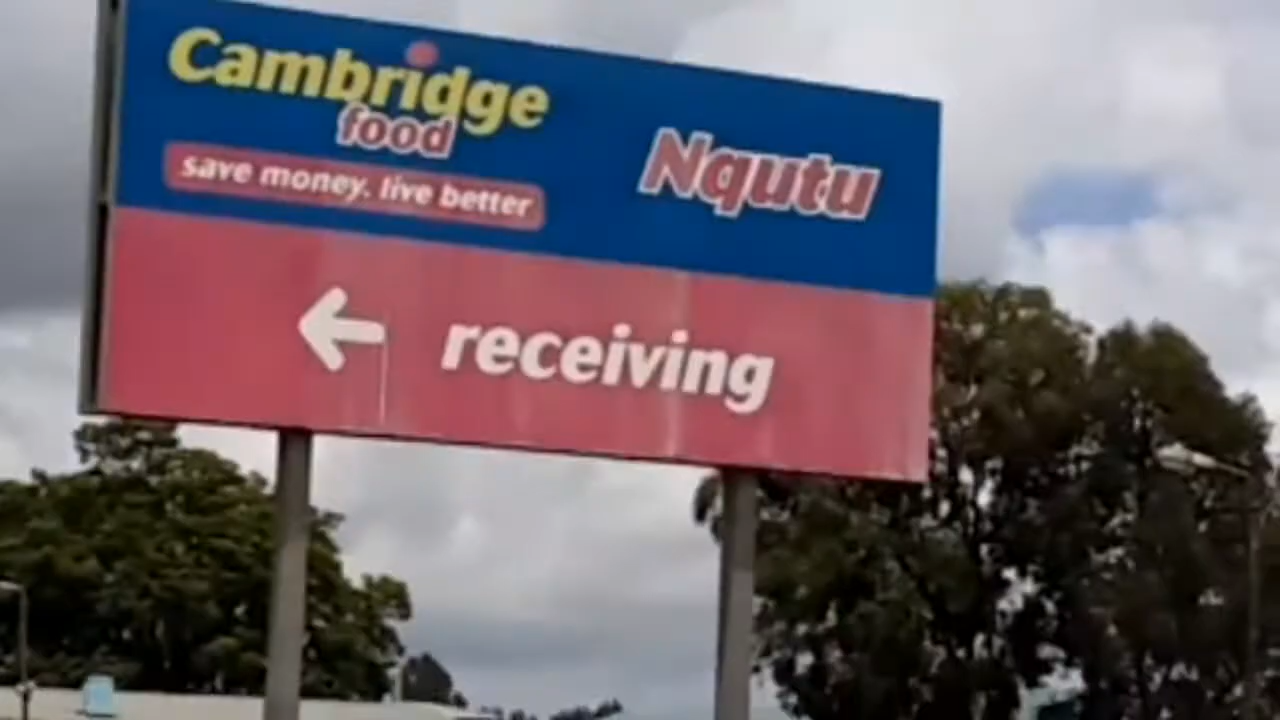 Cambridge
food
save money. live better
Nqutu
receiving